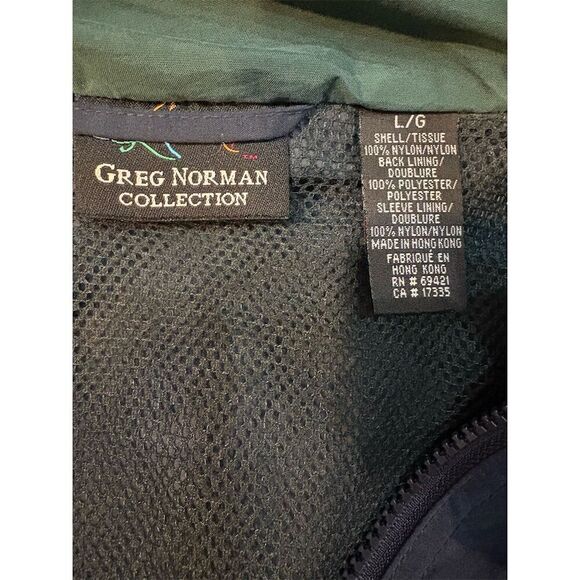 ™
GREG NORMAN
COLLECTION
L/G
SHELL/TISSUE
100% NYLON/NYLON
BACK LINING/
DOUBLURE
100% POLYESTER/
POLYESTER
SLEEVE LINING/
DOUBLURE
100% NYLON/NYLON
MADE IN HONG KONG
FABRIQUÉ EN
HONG KONG
RN # 69421
CA # 17335